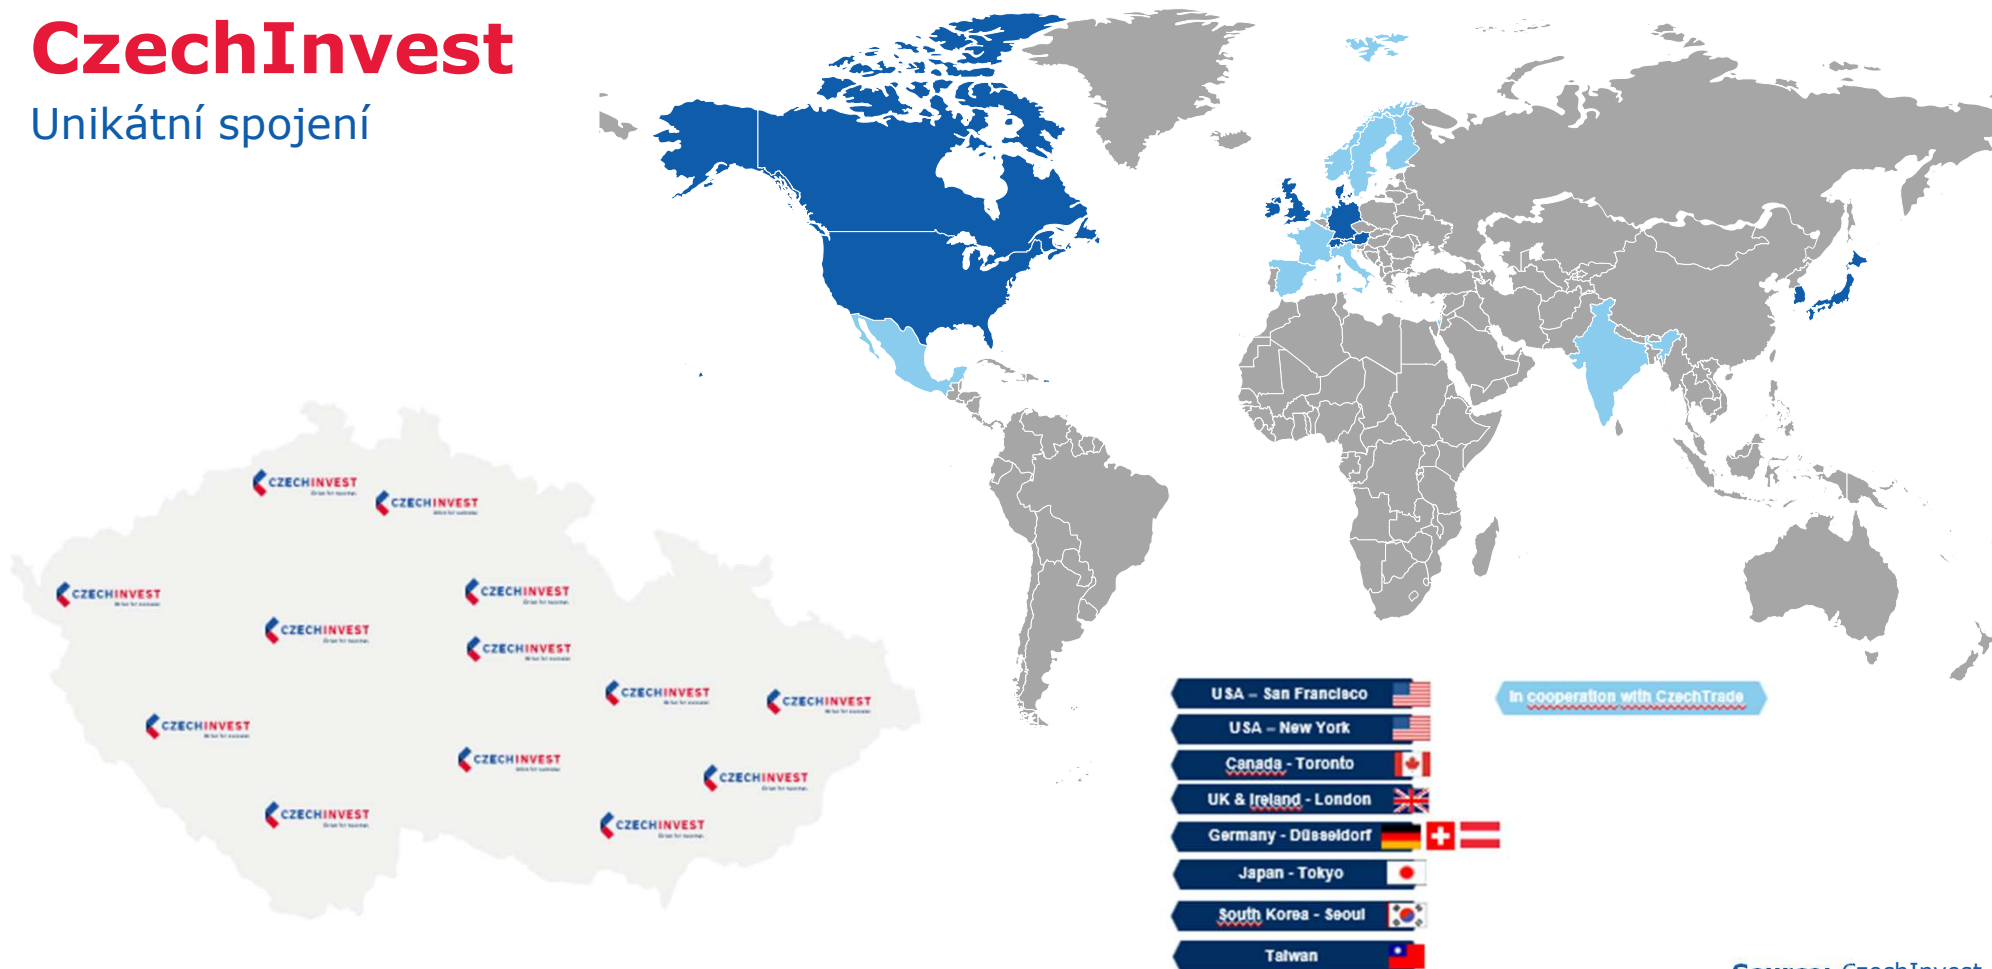 CzechInvest
Unikátní spojení
CZECHINVEST
CZECHINVEST
CZECHINVEST
CZECHINVEST
CZECHINVEST
CZECHINVEST
CZECHINVEST
CZECHINVEST
CZECHINVEST
CZECHINVEST
CZECHINVEST
CZECHINVEST
CZECHINVEST
USA – San Francisco
USA – New York
Canada - Toronto
UK & Ireland - London
Germany - Düsseldorf
Japan - Tokyo
South Korea - Seoul
Taiwan
In cooperation with CzechTrade
Source: CzechInvest